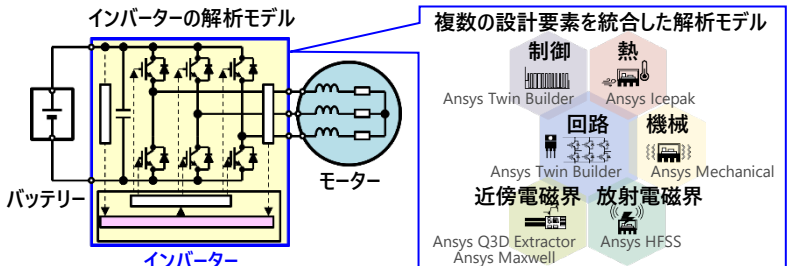 インバーターの解析モデル
バッテリー
モーター
インバーター
複数の設計要素を統合した解析モデル
制御
Ansys Twin Builder
熱
Ansys Icepak
回路
Ansys Twin Builder
機械
Ansys Mechanical
近傍電磁界
Ansys Q3D Extractor
Ansys Maxwell
放射電磁界
Ansys HFSS